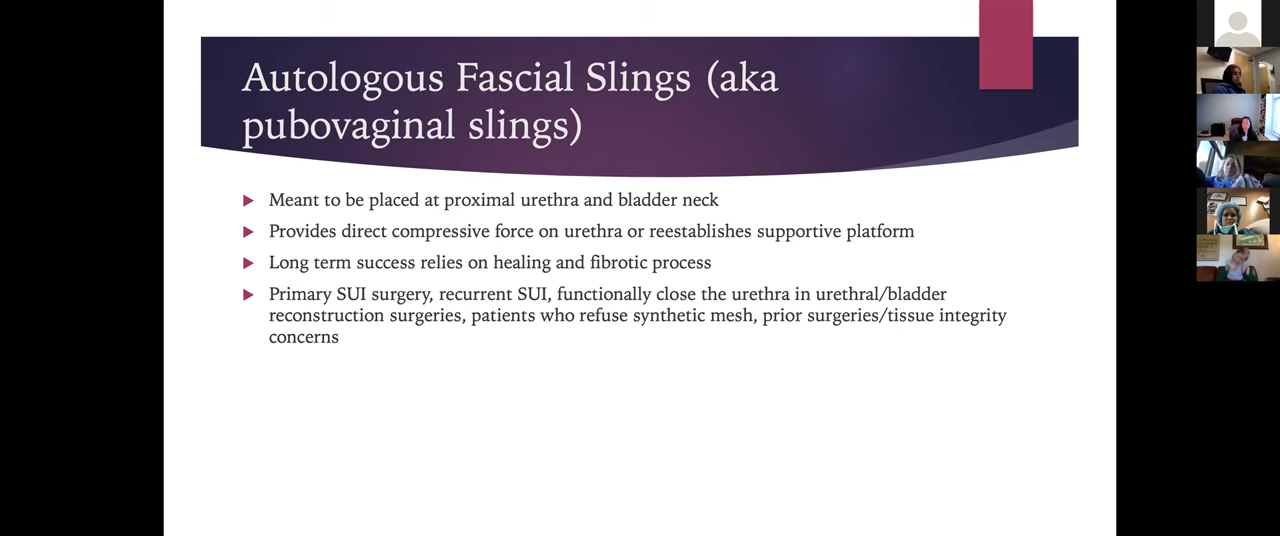 Autologous Fascial Slings (aka
pubovaginal slings)
Meant to be placed at proximal urethra and bladder neck
Provides direct compressive force on urethra or reestablishes supportive platform
Long term success relies on healing and fibrotic process
Primary SUI surgery, recurrent SUI, functionally close the urethra in urethral/bladder
reconstruction surgeries, patients who refuse synthetic mesh, prior surgeries/tissue integrity
concerns